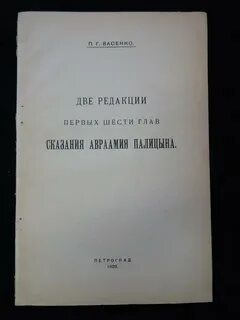 П. Г. ВАСЕНКО.
ДВЕ РЕДАКЦИИ
ПЕРВЫХ ШЕСТИ ГЛАВ
СКАЗАНИЯ АВРААМИЯ ПАЛИЦЫНА.
ПЕТРОГРАД